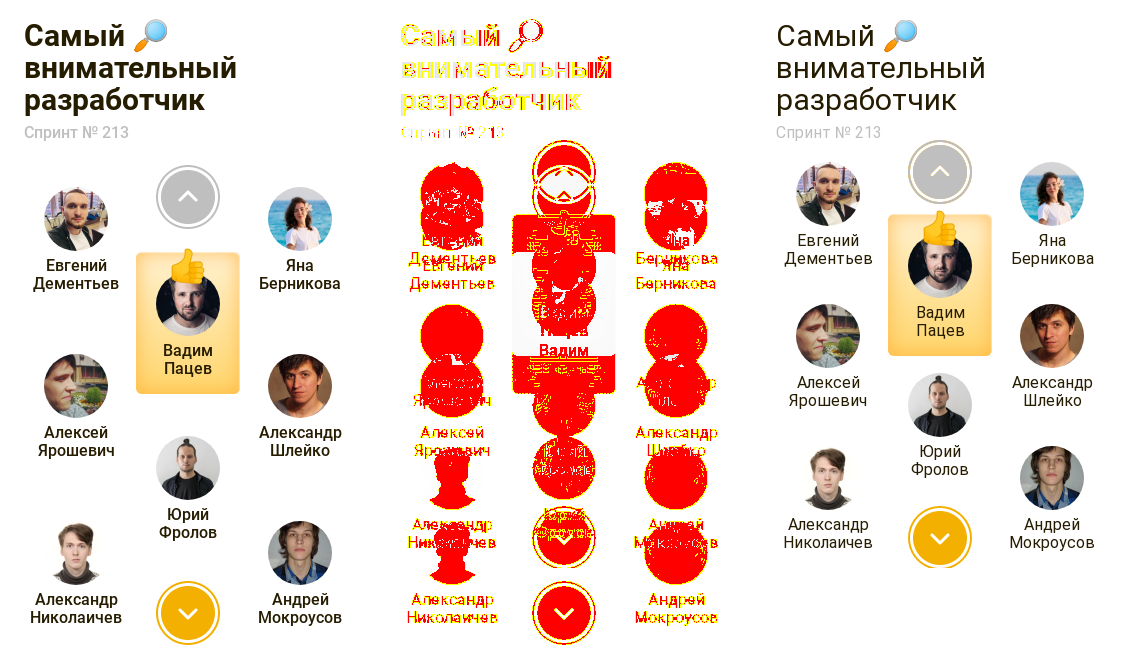 Самый 🔎
внимательный
разработчик
Спринт № 213
Евгений
Дементьев
Яна
Берникова
Вадим
Пацев
Алексей
Ярошевич
Александр
Шлейко
Юрий
Фролов
Александр
Николаичев
Андрей
Мокроусов
Самый
внимательный
разработчик
Спринт № 213
Евгений
Дементьев
Евгений
Дементьев
Яна
Берникова
Яна
Берникова
Вадим
Пацев
Вадим
Алексей
Ярошевич
Алексей
Ярошевич
Александр
Александр
Шлейко
Юрий
Александр
Николаичев
Александр
Николаичев
Андрей
Мокроусов
Андрей
Мокроусов
Самый 🔎
внимательный
разработчик
Спринт № 213
Евгений
Дементьев
Яна
Берникова
Вадим
Пацев
Алексей
Ярошевич
Александр
Шлейко
Юрий
Фролов
Александр
Николаичев
Андрей
Мокроусов